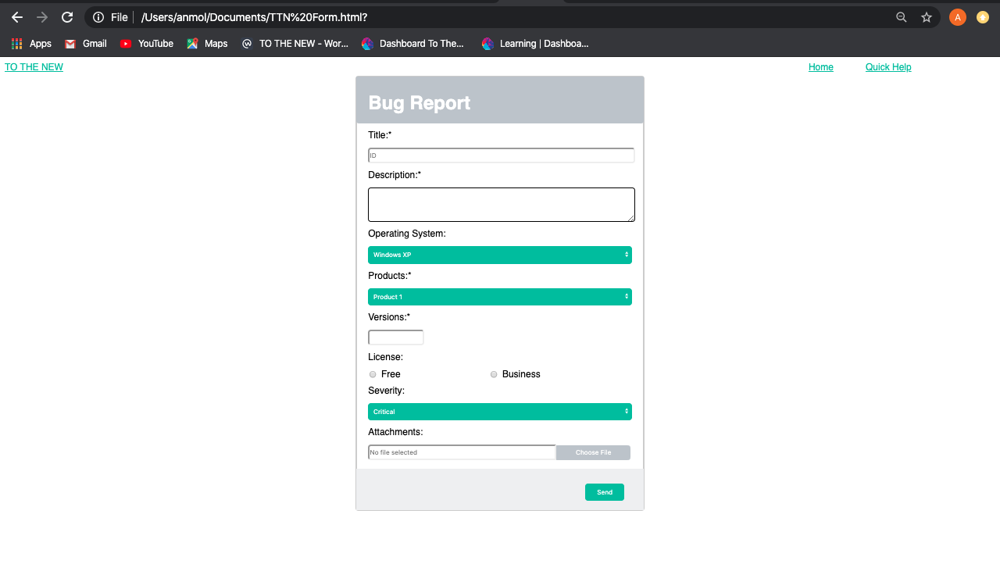 File /Users/anmol/Documents/TTN%20Form.html? A
Apps Gmail YouTube Maps TO THE NEW - Wor... Dashboard To The... Learning | Dashboa...
TO THE NEW Home Quick Help
Bug Report
Title:*
ID
Description:*
Operating System:
Windows XP
Products:*
Product 1
Versions:*
License:
Free Business
Severity:
Critical
Attachments:
No file selected Choose File
Send